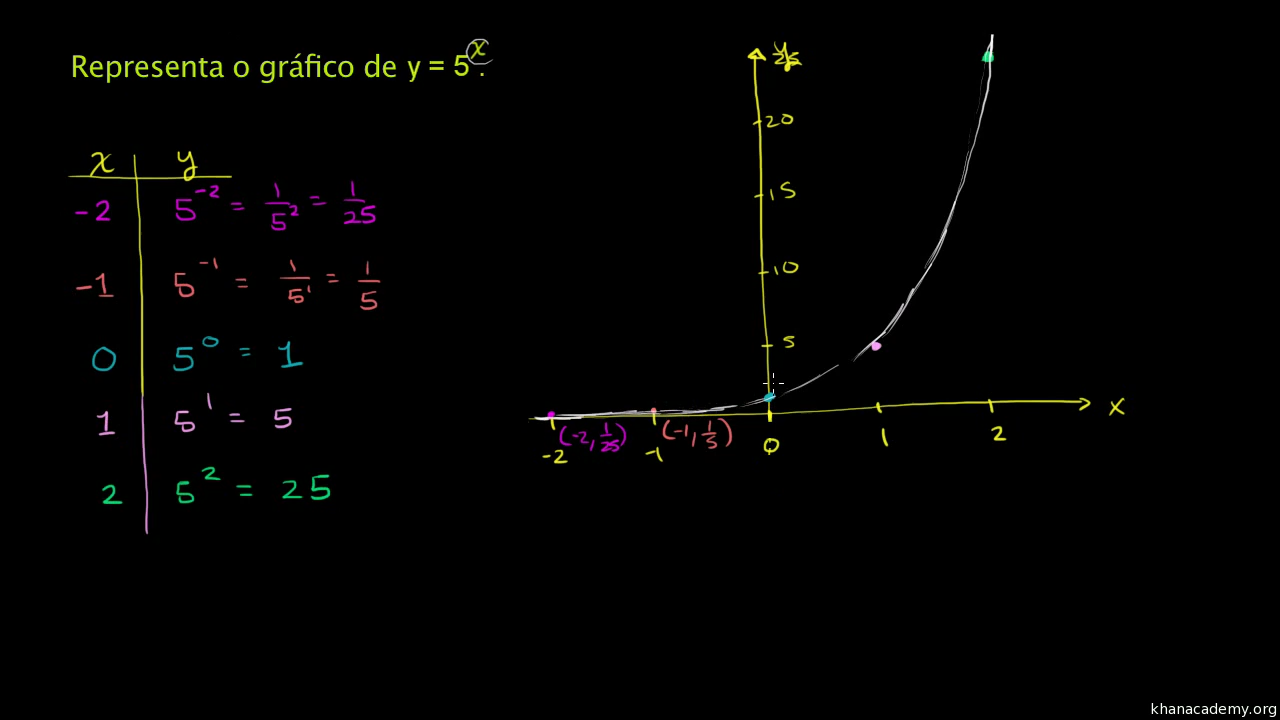 Representa o gráfico de y = 5^x.
x y
-2 5^-2 = 1/5^2 = 1/25
-1 5^-1 = 1/5^1 = 1/5
0 5^0 = 1
1 5^1 = 5
2 5^2 = 25
y
25
20
15
10
5
x
(-2, 1/25) (-1, 1/5)
-2 -1 0 1 2
khanacademy.org